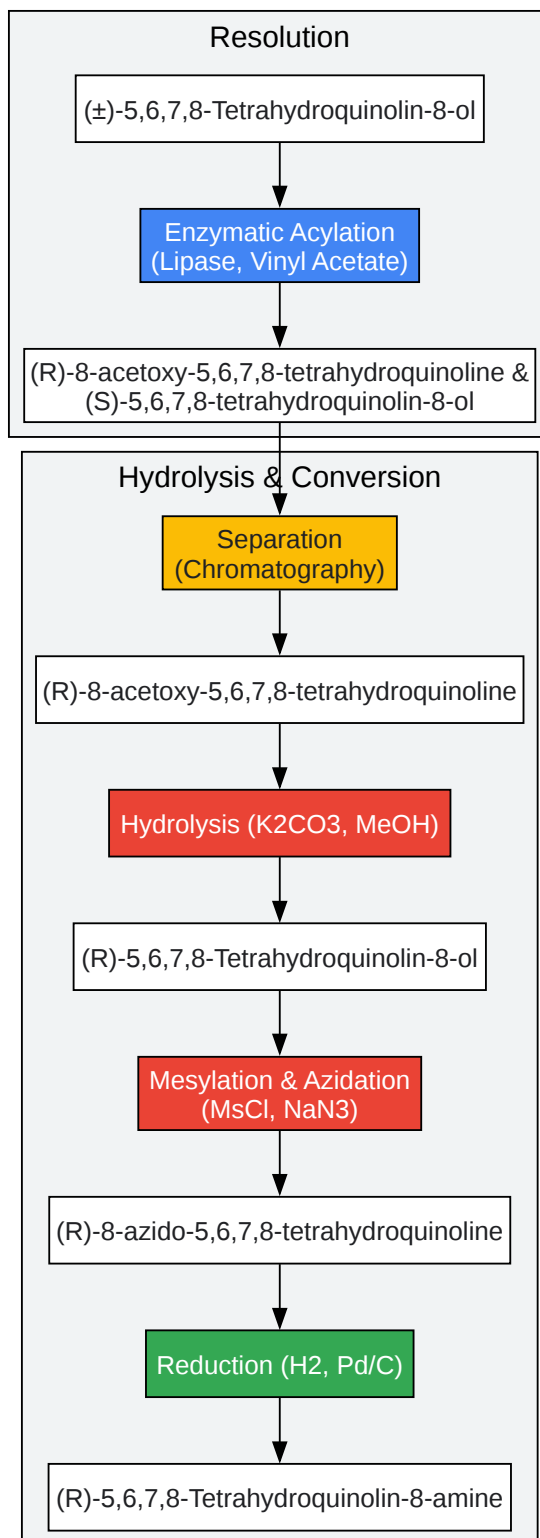 Resolution
(±)-5,6,7,8-Tetrahydroquinolin-8-ol
Enzymatic Acylation
(Lipase, Vinyl Acetate)
(R)-8-acetoxy-5,6,7,8-tetrahydroquinoline &
(S)-5,6,7,8-tetrahydroquinolin-8-ol
Hydrolysis & Conversion
Separation
(Chromatography)
(R)-8-acetoxy-5,6,7,8-tetrahydroquinoline
Hydrolysis (K2CO3, MeOH)
(R)-5,6,7,8-Tetrahydroquinolin-8-ol
Mesylation & Azidation
(MsCl, NaN3)
(R)-8-azido-5,6,7,8-tetrahydroquinoline
Reduction (H2, Pd/C)
(R)-5,6,7,8-Tetrahydroquinolin-8-amine